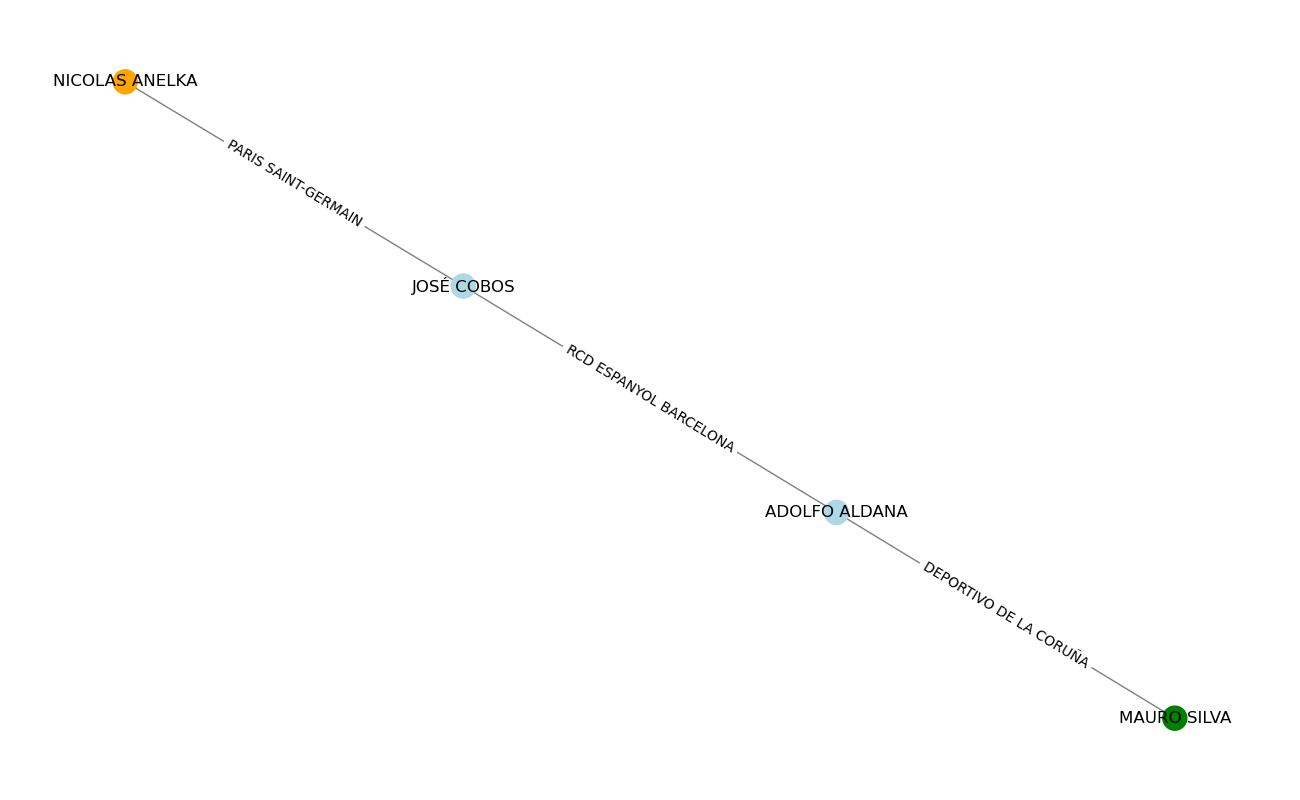 NICOLAS ANELKA
PARIS SAINT-GERMAIN
JOSÉ COBOS
RCD ESPANYOL BARCELONA
ADOLFO ALDANA
DEPORTIVO DE LA CORUÑA
MAURO SILVA